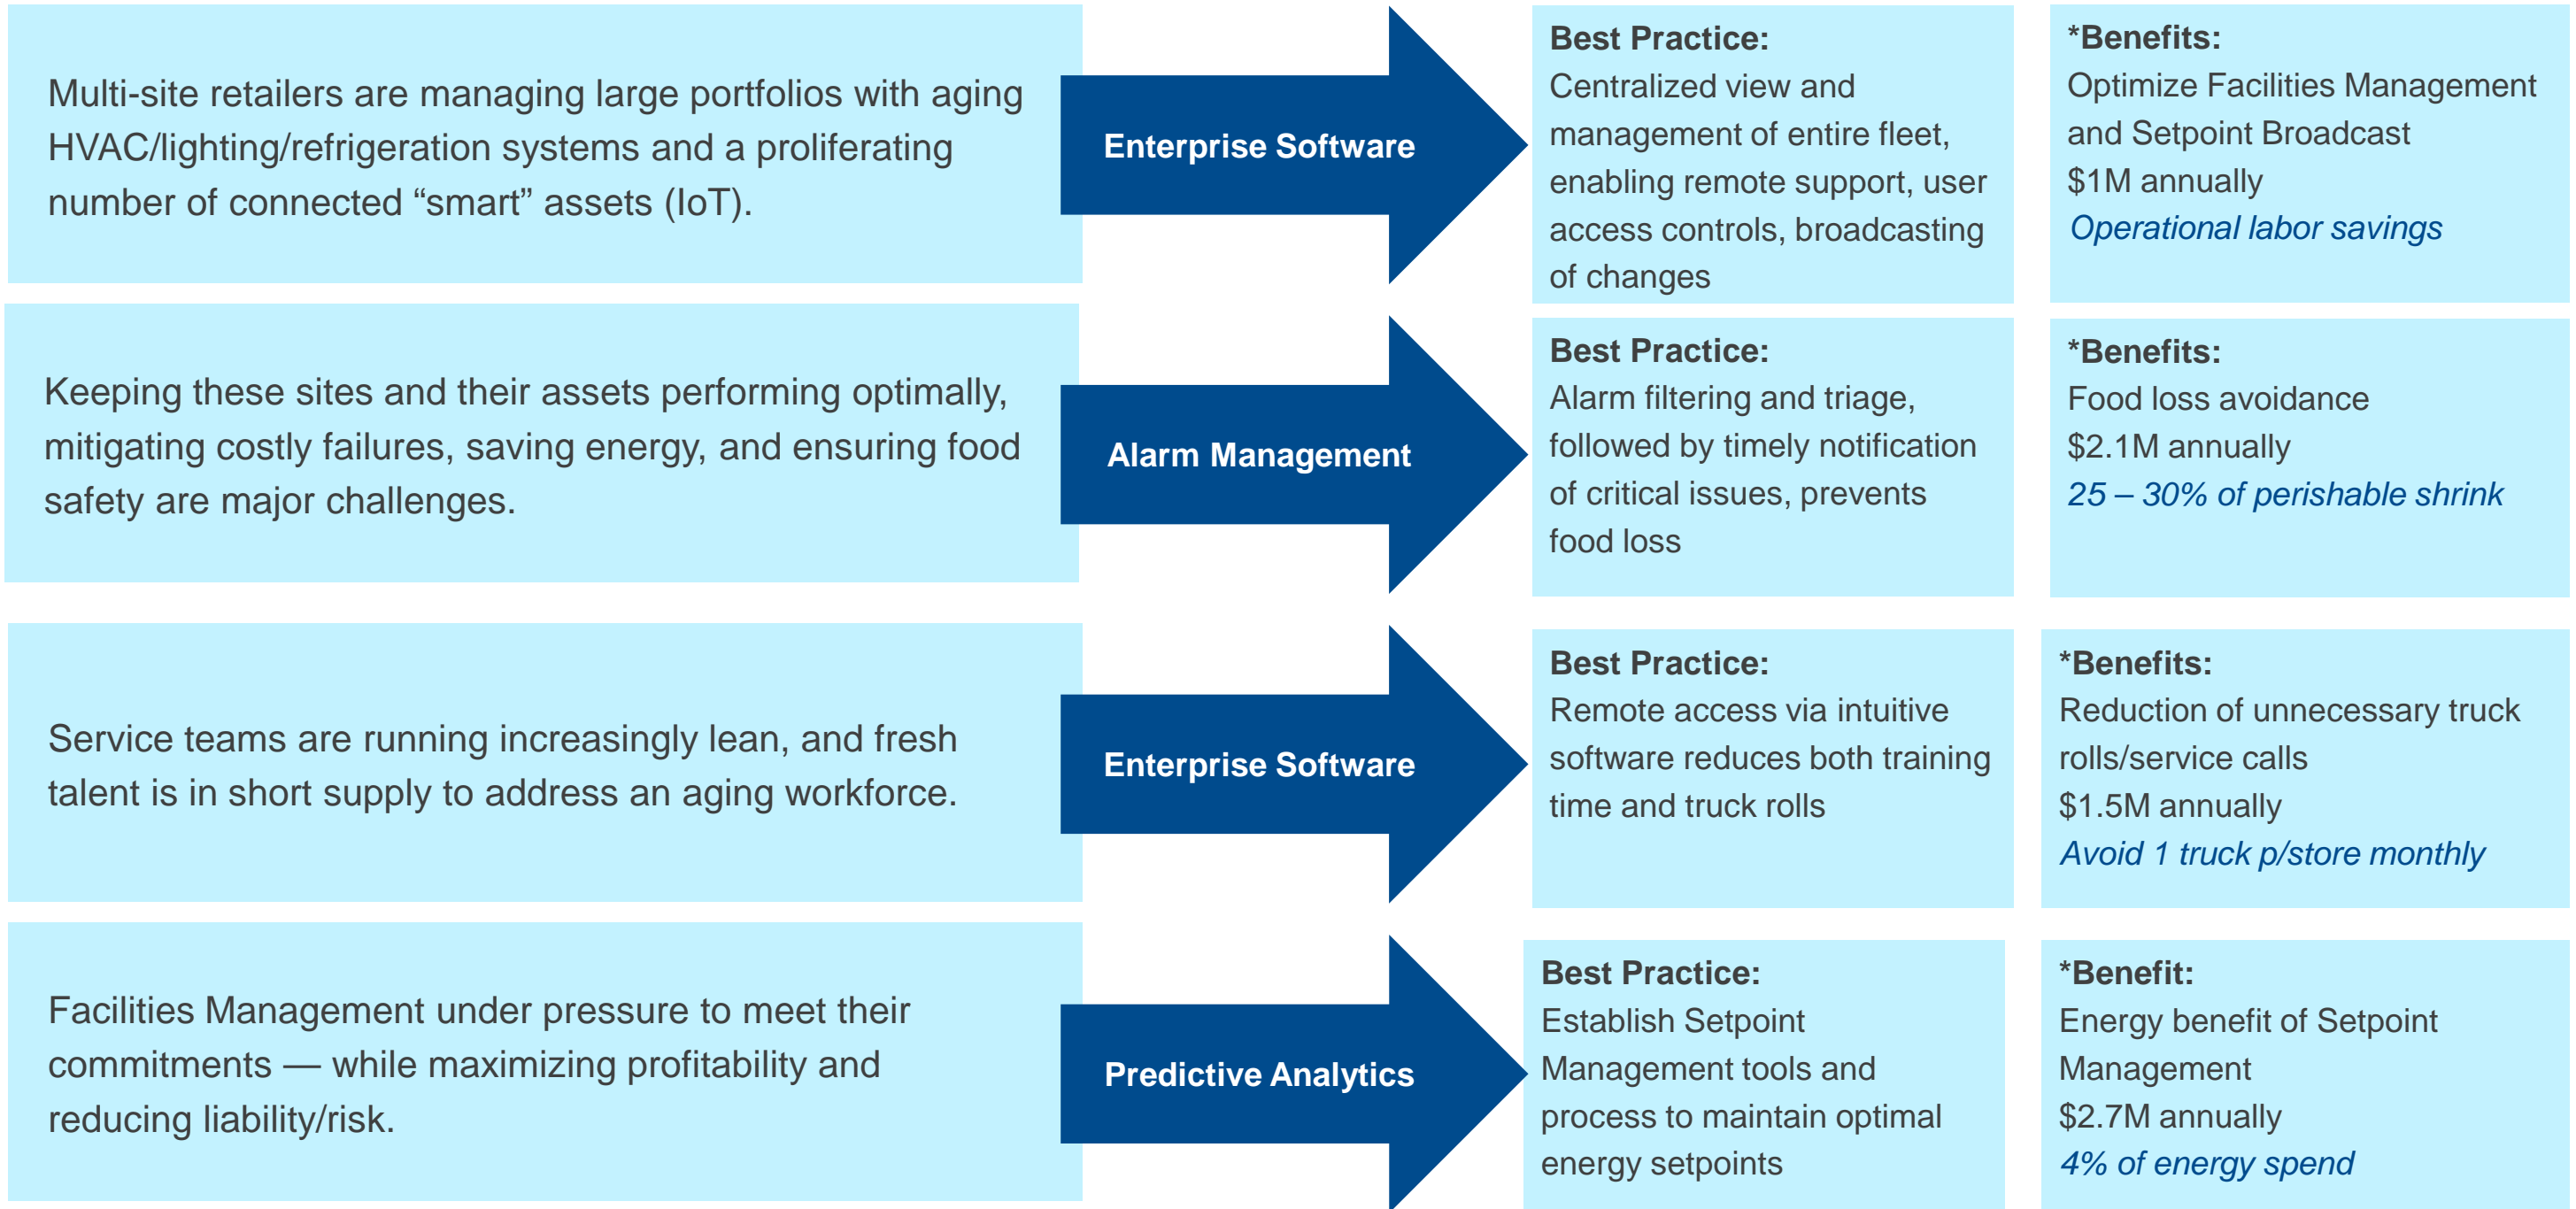 Multi-site retailers are managing large portfolios with aging
HVAC/lighting/refrigeration systems and a proliferating
number of connected “smart” assets (IoT).
Enterprise Software
Best Practice:
Centralized view and
management of entire fleet,
enabling remote support, user
access controls, broadcasting
of changes
*Benefits:
Optimize Facilities Management
and Setpoint Broadcast
$1M annually
Operational labor savings
Keeping these sites and their assets performing optimally,
mitigating costly failures, saving energy, and ensuring food
safety are major challenges.
Alarm Management
Best Practice:
Alarm filtering and triage,
followed by timely notification
of critical issues, prevents
food loss
*Benefits:
Food loss avoidance
$2.1M annually
25 – 30% of perishable shrink
Service teams are running increasingly lean, and fresh
talent is in short supply to address an aging workforce.
Enterprise Software
Best Practice:
Remote access via intuitive
software reduces both training
time and truck rolls
*Benefits:
Reduction of unnecessary truck
rolls/service calls
$1.5M annually
Avoid 1 truck p/store monthly
Facilities Management under pressure to meet their
commitments — while maximizing profitability and
reducing liability/risk.
Predictive Analytics
Best Practice:
Establish Setpoint
Management tools and
process to maintain optimal
energy setpoints
*Benefit:
Energy benefit of Setpoint
Management
$2.7M annually
4% of energy spend